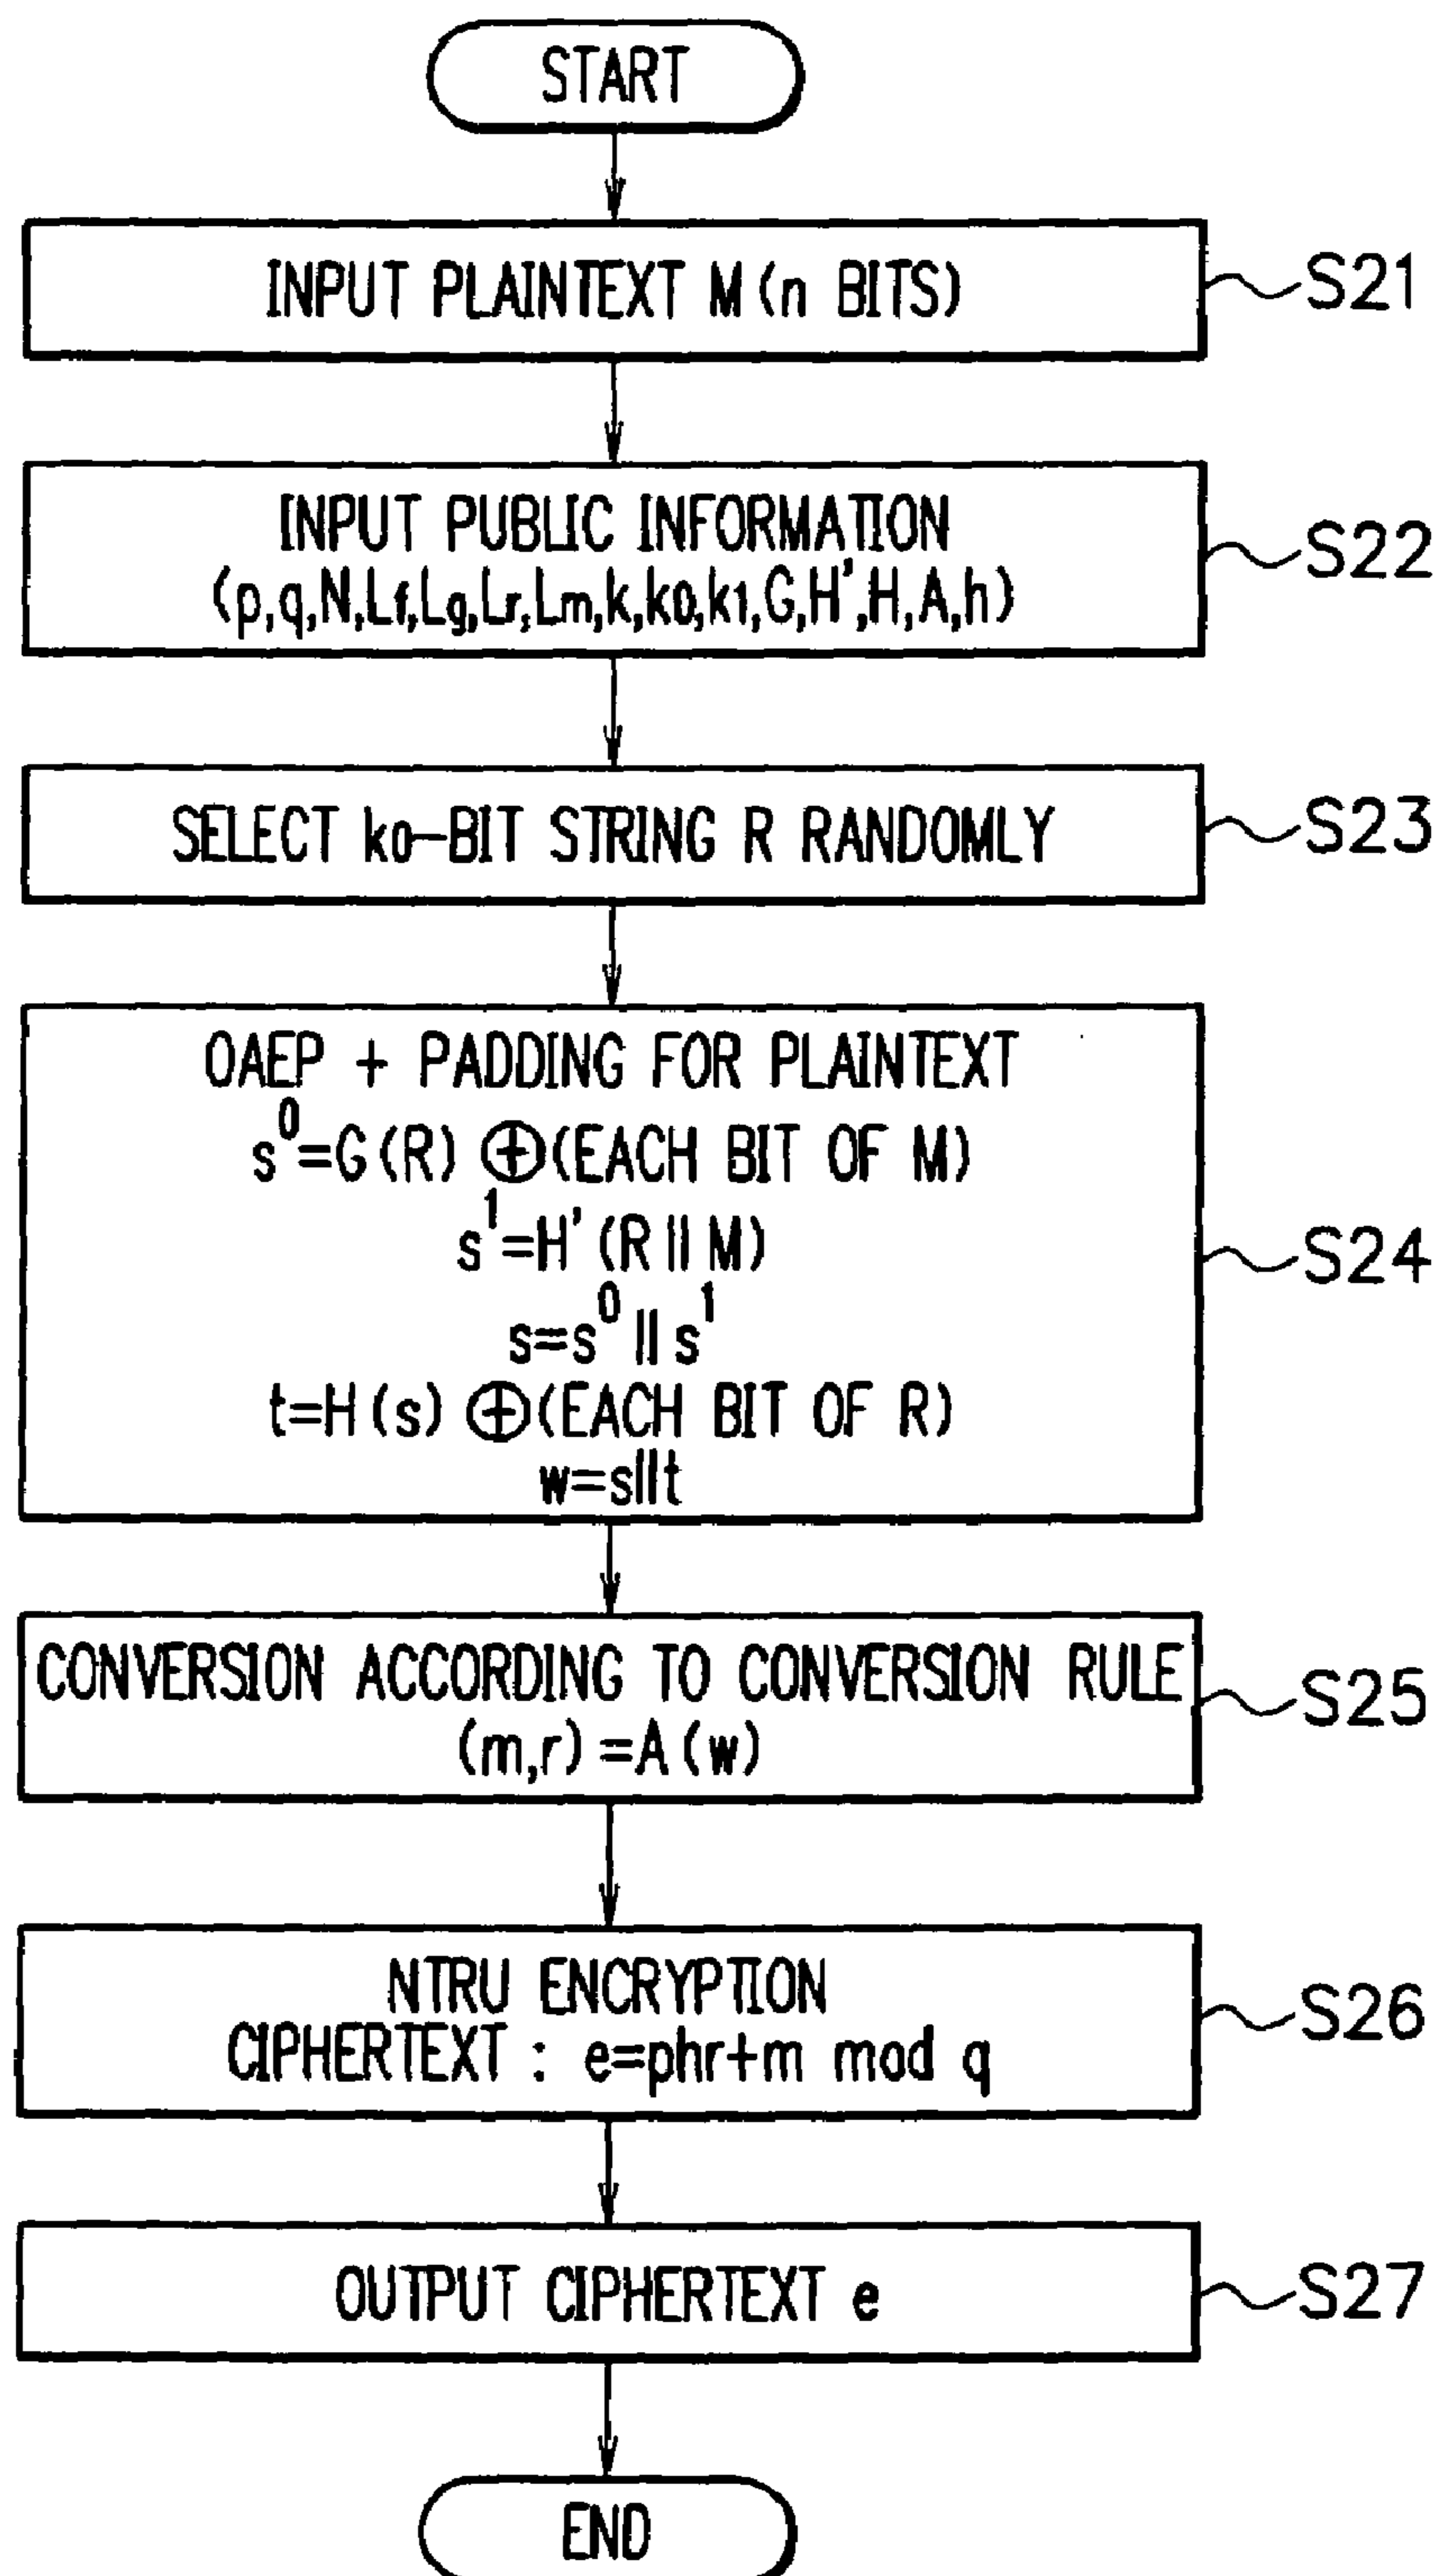 START
INPUT PLAINTEXT M (n BITS)
S21
INPUT PUBLIC INFORMATION
(p,q,N,Lf,Lg,Lr,Lm,k,k0,k1,G,H',H,A,h)
S22
SELECT k0-BIT STRING R RANDOMLY
S23
OAEP + PADDING FOR PLAINTEXT
s⁰=G(R) ⊕(EACH BIT OF M)
s¹=H'(R||M)
s=s⁰||s¹
t=H(s) ⊕(EACH BIT OF R)
w=s||t
S24
CONVERSION ACCORDING TO CONVERSION RULE
(m,r)=A(w)
S25
NTRU ENCRYPTION
CIPHERTEXT : e=phr+m mod q
S26
OUTPUT CIPHERTEXT e
S27
END